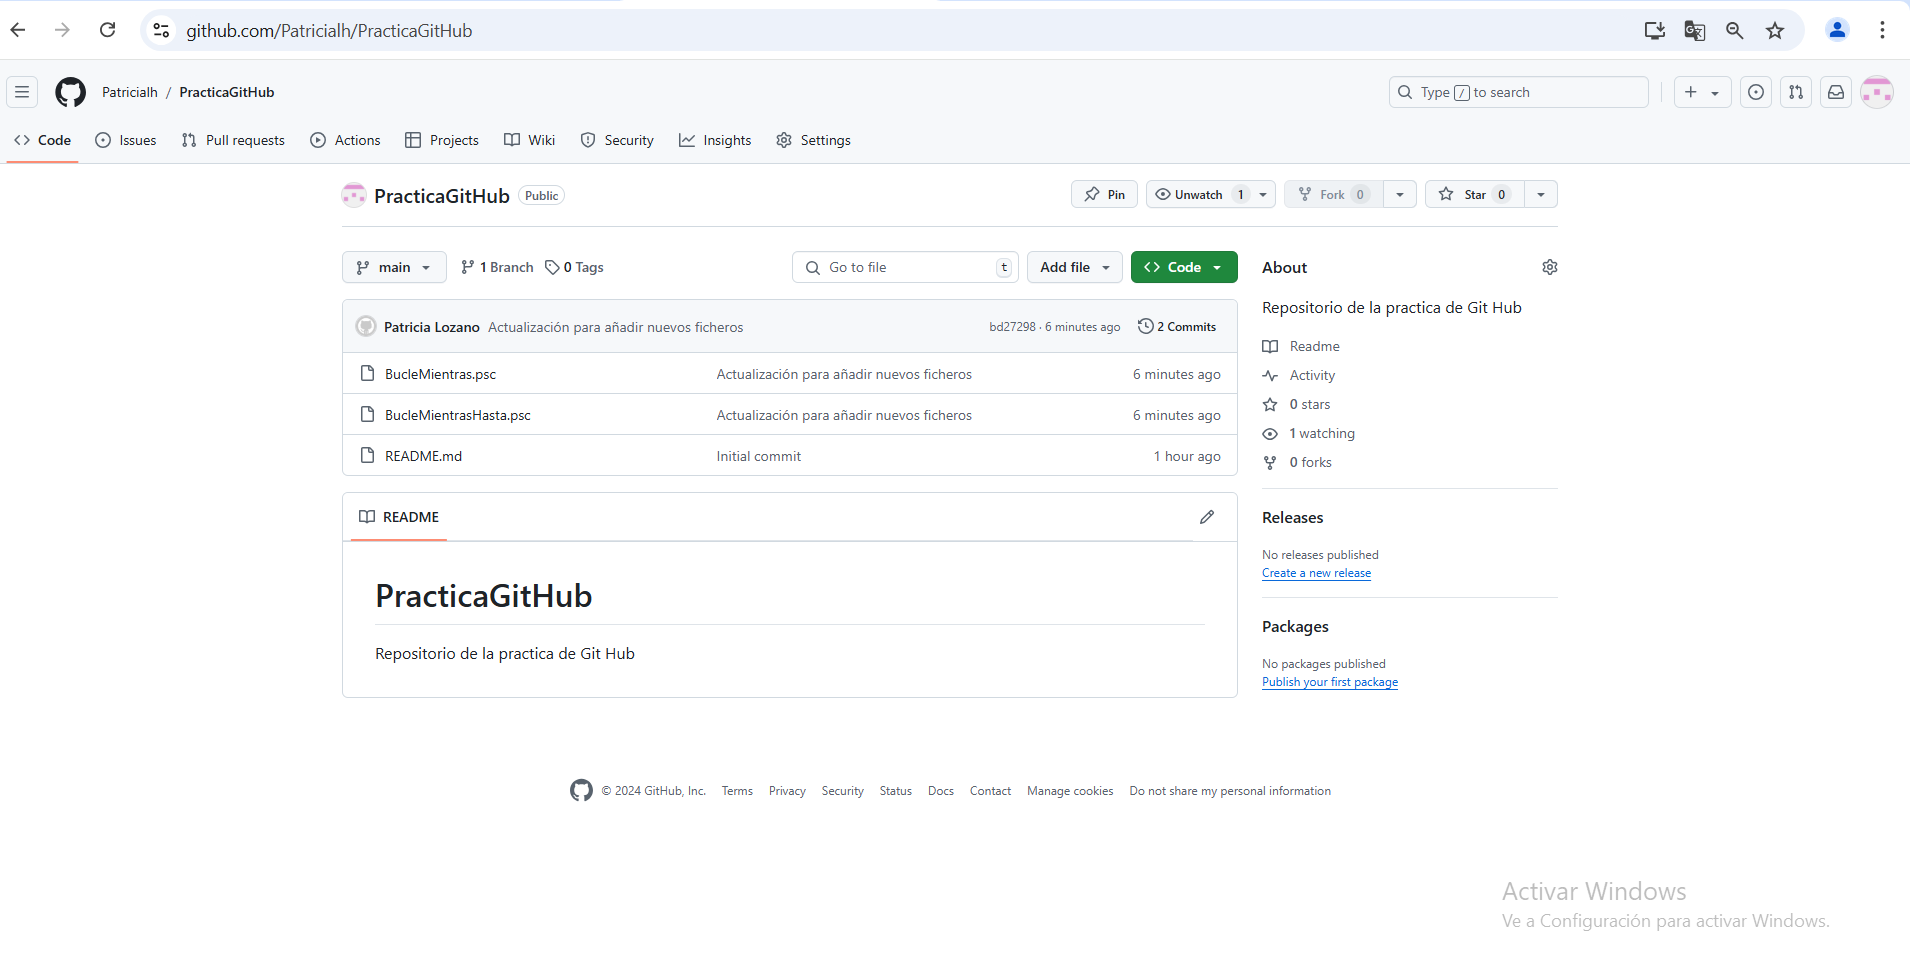 github.com/Patricialh/PracticaGitHub
Patricialh / PracticaGitHub
Type / to search
Code Issues Pull requests Actions Projects Wiki Security Insights Settings
PracticaGitHub Public
Pin Unwatch 1 Fork 0 Star 0
main 1 Branch 0 Tags Go to file t Add file Code
Patricia Lozano Actualización para añadir nuevos ficheros bd27298 · 6 minutes ago 2 Commits
BucleMientras.psc Actualización para añadir nuevos ficheros 6 minutes ago
BucleMientrasHasta.psc Actualización para añadir nuevos ficheros 6 minutes ago
README.md Initial commit 1 hour ago
README
PracticaGitHub
Repositorio de la practica de Git Hub
About
Repositorio de la practica de Git Hub
Readme
Activity
0 stars
1 watching
0 forks
Releases
No releases published
Create a new release
Packages
No packages published
Publish your first package
© 2024 GitHub, Inc. Terms Privacy Security Status Docs Contact Manage cookies Do not share my personal information
Activar Windows
Ve a Configuración para activar Windows.